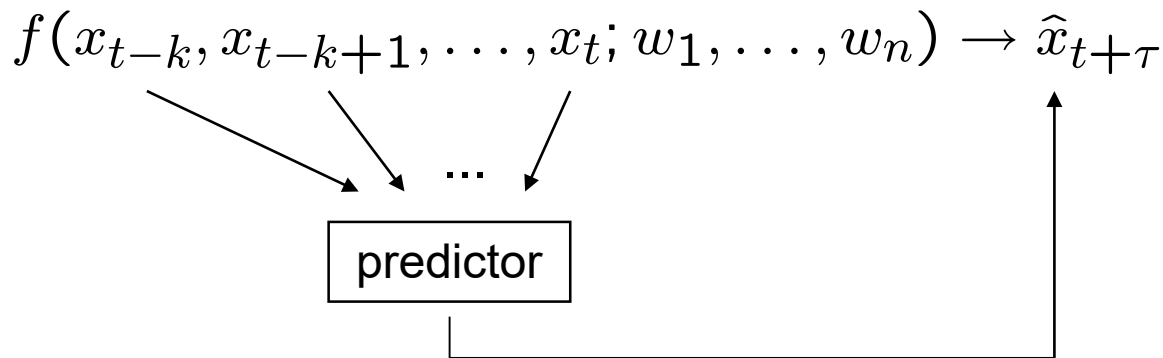 f(x_{t−k}, x_{t−k+1}, . . . , x_t; w_1, . . . , w_n) → x̂_{t+τ}
...
predictor